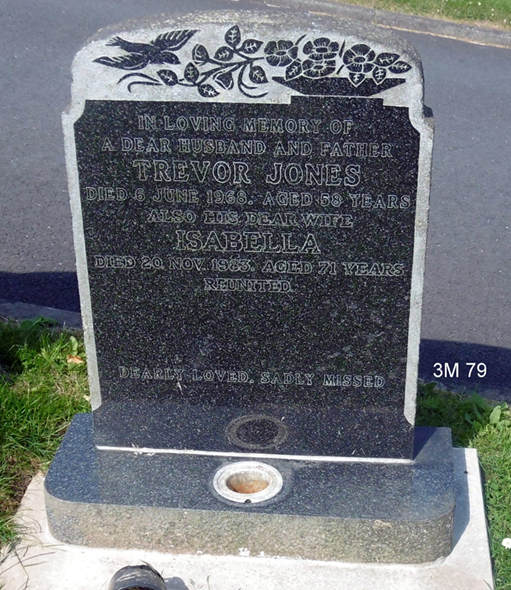 IN LOVING MEMORY OF
A DEAR HUSBAND AND FATHER
TREVOR JONES
DIED 6 JUNE 1968, AGED 58 YEARS
ALSO HIS DEAR WIFE
ISABELLA
DIED 20 NOV. 1983, AGED 71 YEARS
REUNITED
DEARLY LOVED, SADLY MISSED
3M 79